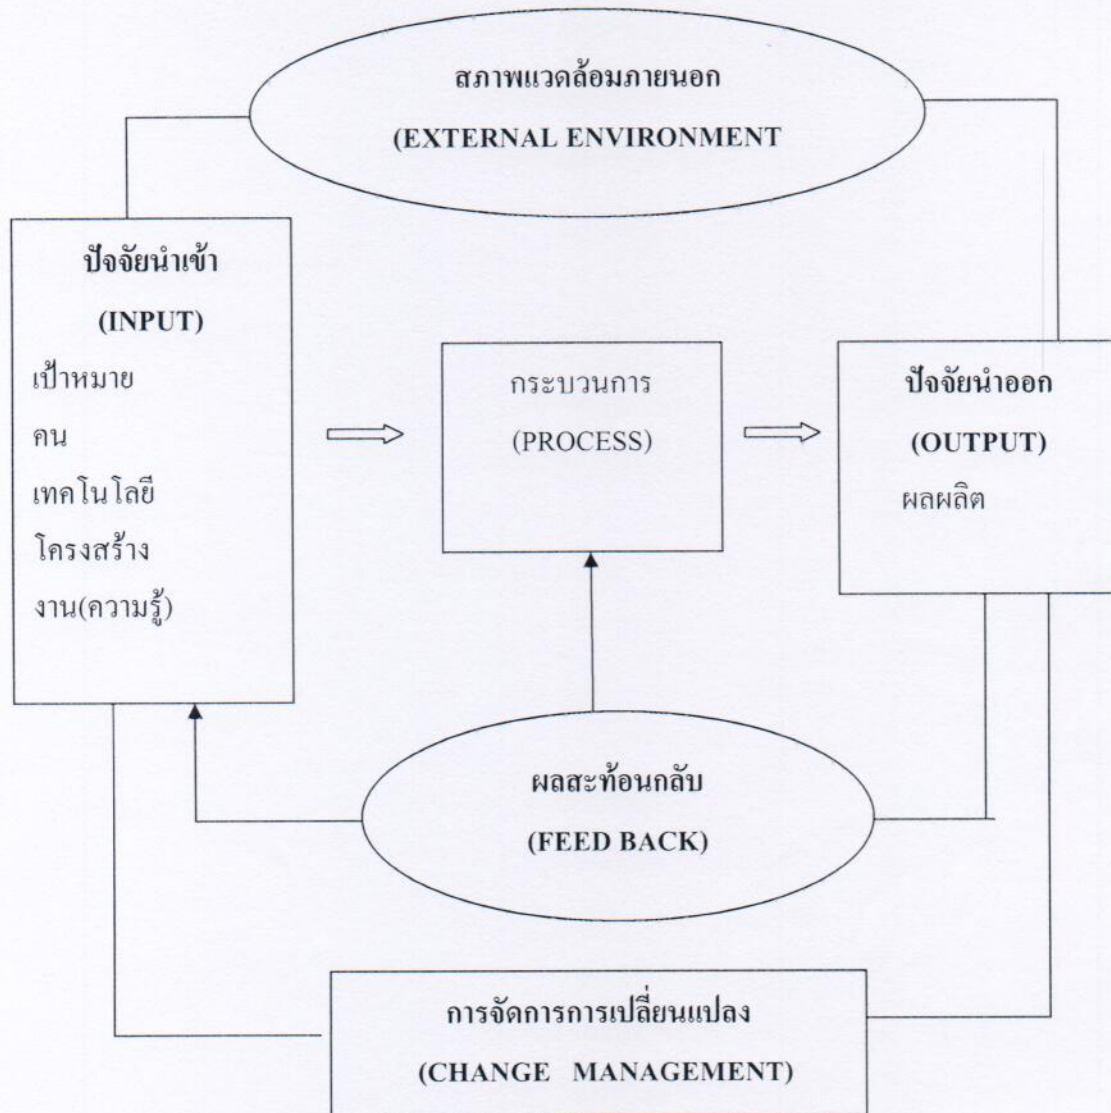 สภาพแวดล้อมภายนอก
(EXTERNAL ENVIRONMENT
ปัจจัยนำเข้า
(INPUT)
เป้าหมาย
คน
เทคโนโลยี
โครงสร้าง
งาน(ความรู้)
กระบวนการ
(PROCESS)
ปัจจัยนำออก
(OUTPUT)
ผลผลิต
ผลสะท้อนกลับ
(FEED BACK)
การจัดการการเปลี่ยนแปลง
(CHANGE MANAGEMENT)